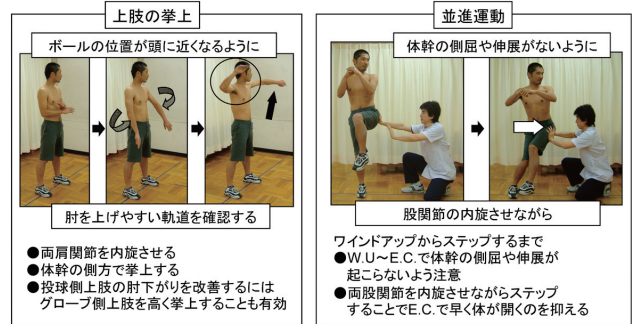 上肢の挙上
ボールの位置が頭に近くなるように
肘を上げやすい軌道を確認する
●両肩関節を内旋させる
●体幹の側方で挙上する
●投球側上肢の肘下がりを改善するには
グローブ側上肢を高く挙上することも有効
並進運動
体幹の側屈や伸展がないように
股関節の内旋させながら
ワインドアップからステップするまで
●W.U～E.C.で体幹の側屈や伸展が
起こらないよう注意
●両股関節を内旋させながらステップ
することでE.C.で早く体が開くのを抑える